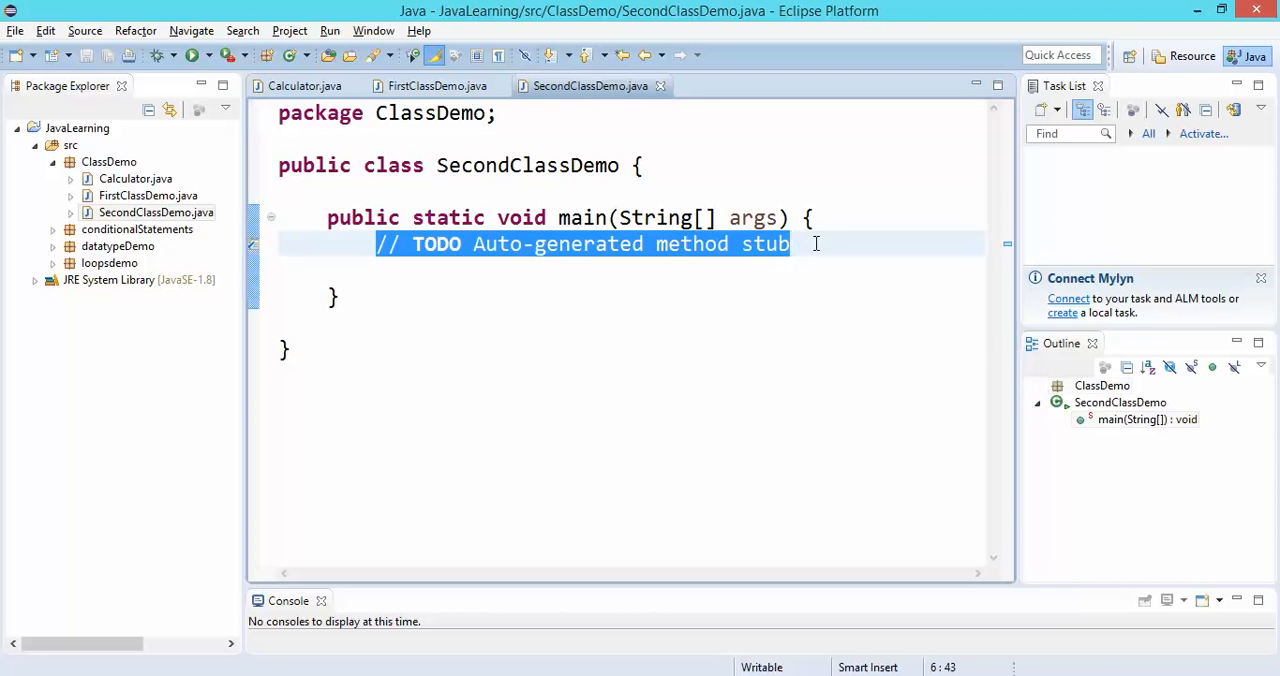 Java - JavaLearning/src/ClassDemo/SecondClassDemo.java - Eclipse Platform
File Edit Source Refactor Navigate Search Project Run Window Help
Quick Access
Resource
Java
Package Explorer
JavaLearning
src
ClassDemo
Calculator.java
FirstClassDemo.java
SecondClassDemo.java
conditionalStatements
datatypeDemo
loopsdemo
JRE System Library [JavaSE-1.8]
Calculator.java FirstClassDemo.java SecondClassDemo.java
package ClassDemo;
public class SecondClassDemo {
public static void main(String[] args) {
// TODO Auto-generated method stub
}
}
Task List
Find All Activate...
Connect Mylyn
Connect to your task and ALM tools or
create a local task.
Outline
ClassDemo
SecondClassDemo
main(String[]) : void
Console
No consoles to display at this time.
Writable Smart Insert 6 : 43